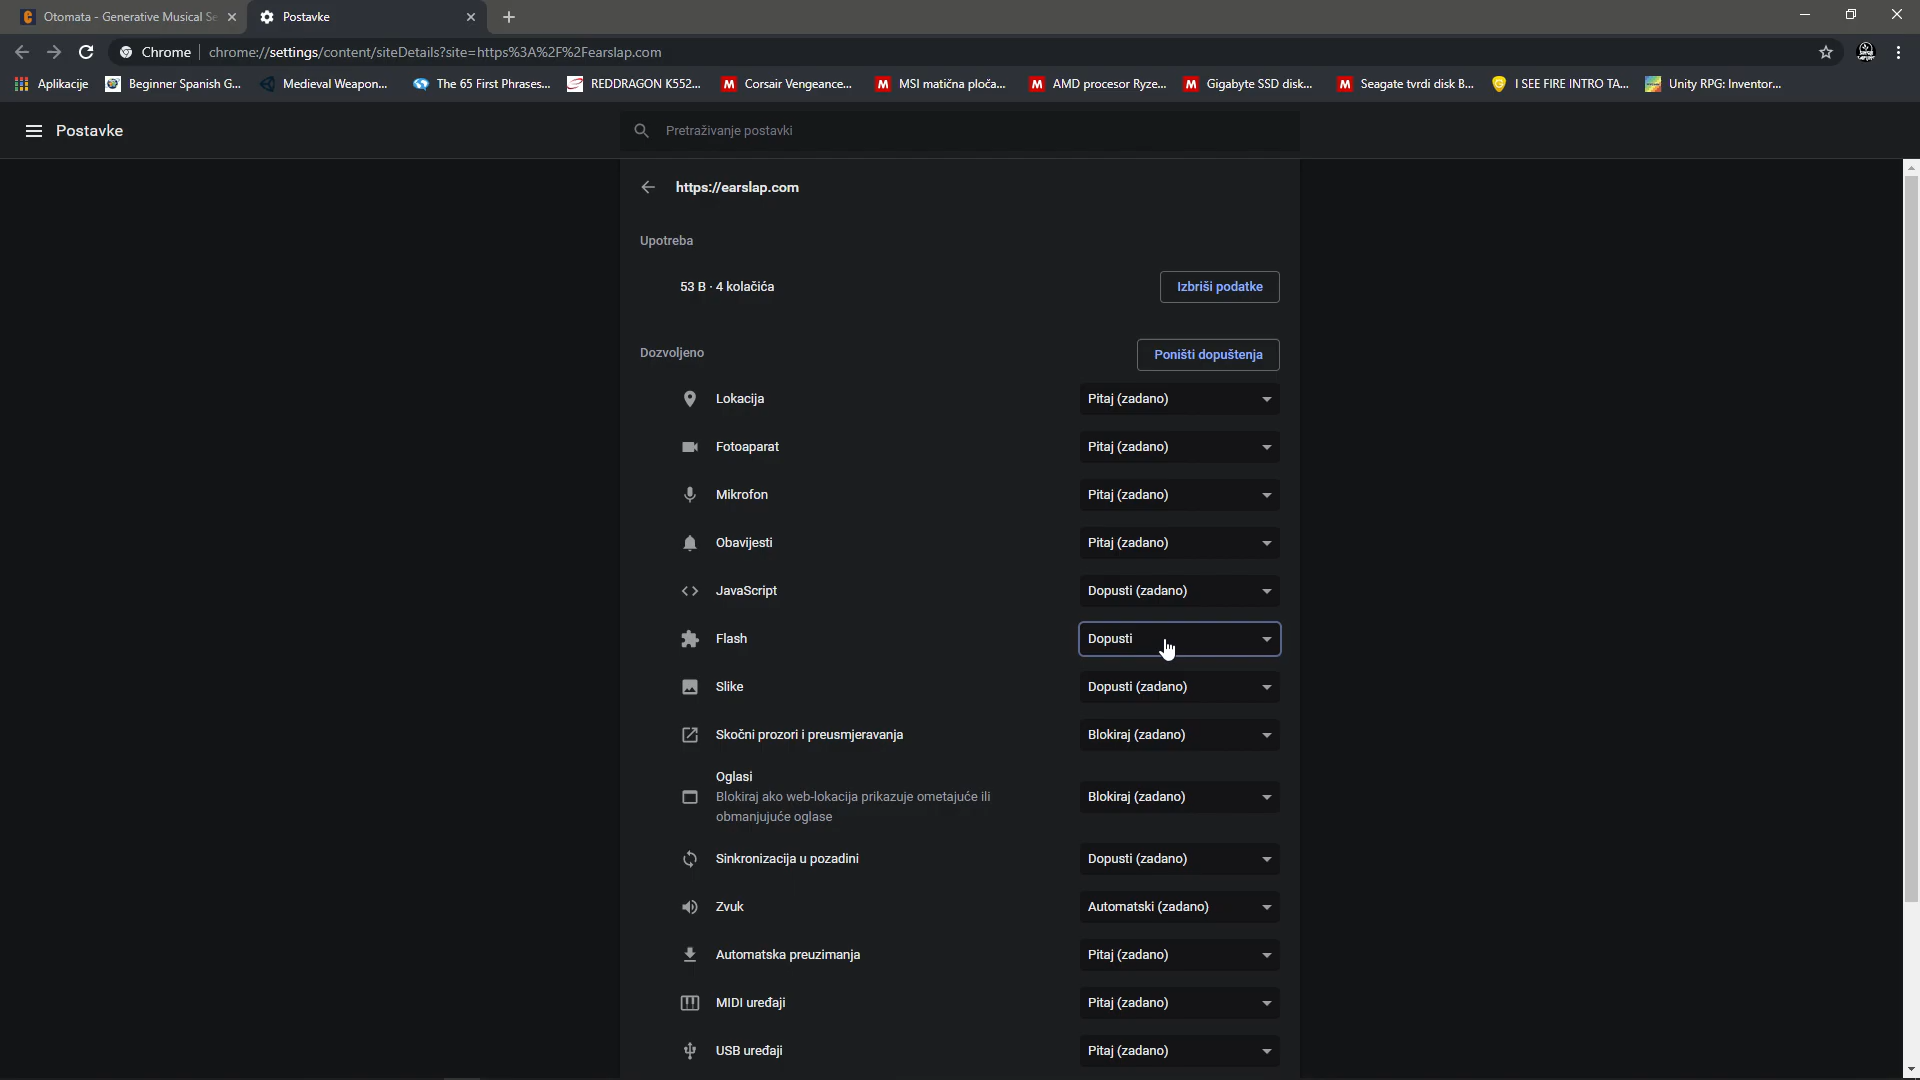 Otomata - Generative Musical Se
Postavke
Chrome
chrome://settings/content/siteDetails?site=https%3A%2F%2Fearslap.com
Aplikacije
Beginner Spanish G...
Medieval Weapon...
The 65 First Phrases...
REDDRAGON K552...
Corsair Vengeance...
MSI matična ploča...
AMD procesor Ryze...
Gigabyte SSD disk...
Seagate tvrdi disk B...
I SEE FIRE INTRO TA...
Unity RPG: Inventor...
Postavke
Pretraživanje postavki
https://earslap.com
Upotreba
53 B · 4 kolačića
Izbriši podatke
Dozvoljeno
Poništi dopuštenja
Lokacija
Pitaj (zadano)
Fotoaparat
Pitaj (zadano)
Mikrofon
Pitaj (zadano)
Obavijesti
Pitaj (zadano)
JavaScript
Dopusti (zadano)
Flash
Dopusti
Slike
Dopusti (zadano)
Skočni prozori i preusmjeravanja
Blokiraj (zadano)
Oglasi
Blokiraj ako web-lokacija prikazuje ometajuće ili
obmanjujuće oglase
Blokiraj (zadano)
Sinkronizacija u pozadini
Dopusti (zadano)
Zvuk
Automatski (zadano)
Automatska preuzimanja
Pitaj (zadano)
MIDI uređaji
Pitaj (zadano)
USB uređaji
Pitaj (zadano)